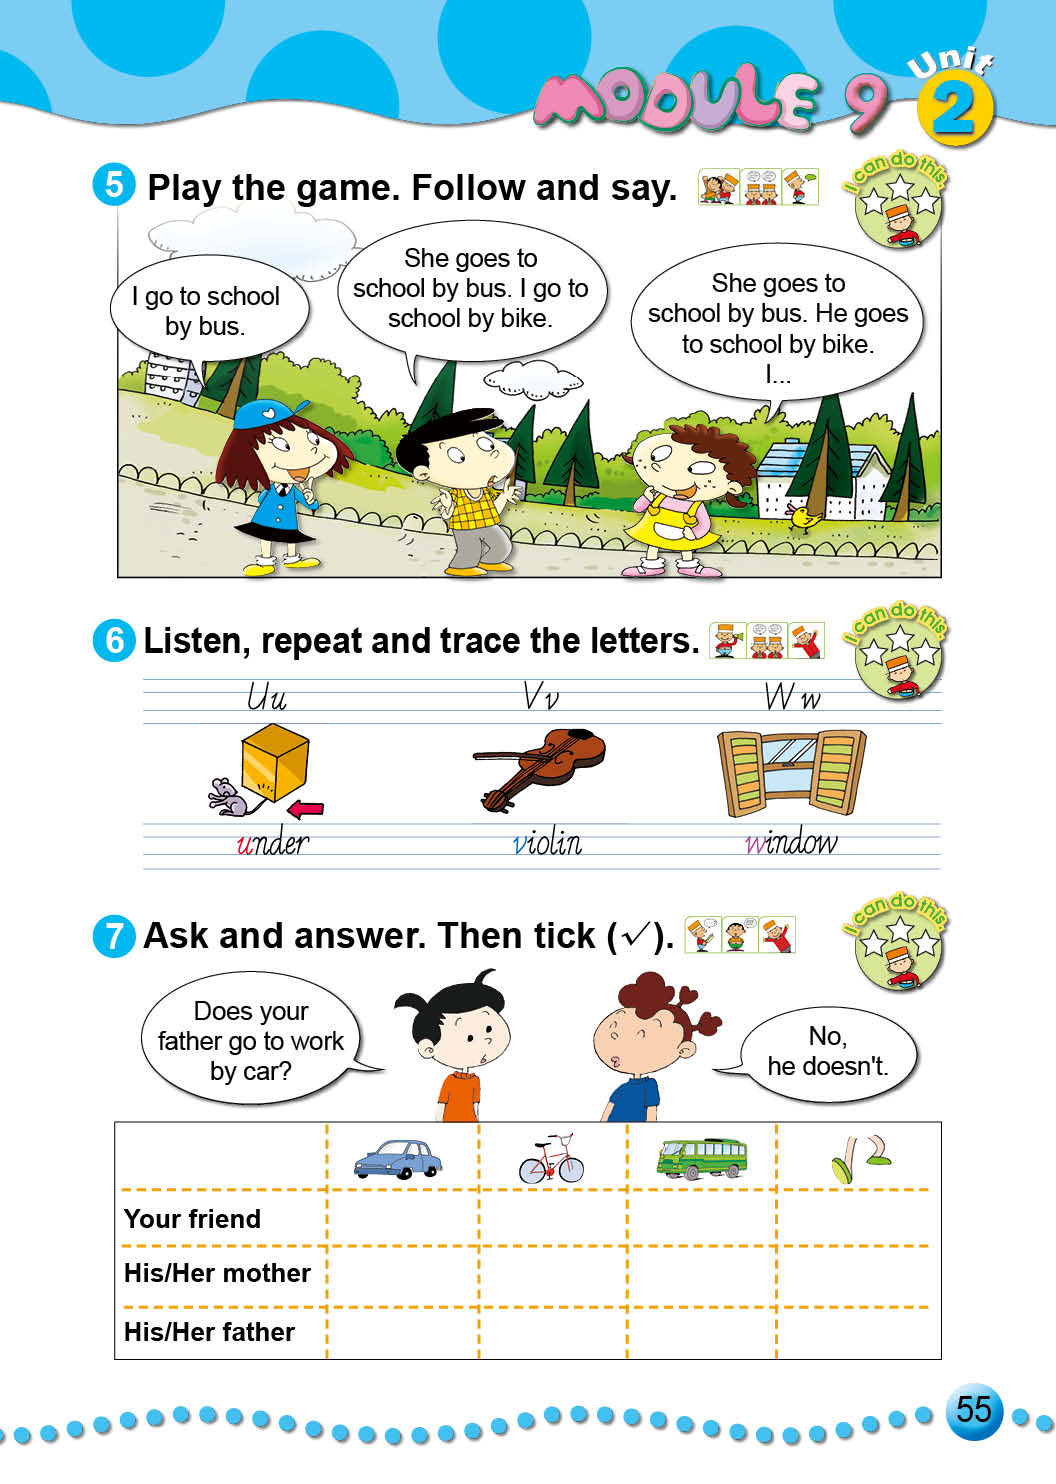 MODULE 9
Unit
2
5 Play the game. Follow and say.
I can do this.
I go to school
by bus.
She goes to
school by bus. I go to
school by bike.
She goes to
school by bus. He goes
to school by bike.
I...
6 Listen, repeat and trace the letters.
I can do this.
Uu Vv Ww
under violin window
7 Ask and answer. Then tick (✓).
I can do this.
Does your
father go to work
by car?
No,
he doesn't.
Your friend
His/Her mother
His/Her father
55